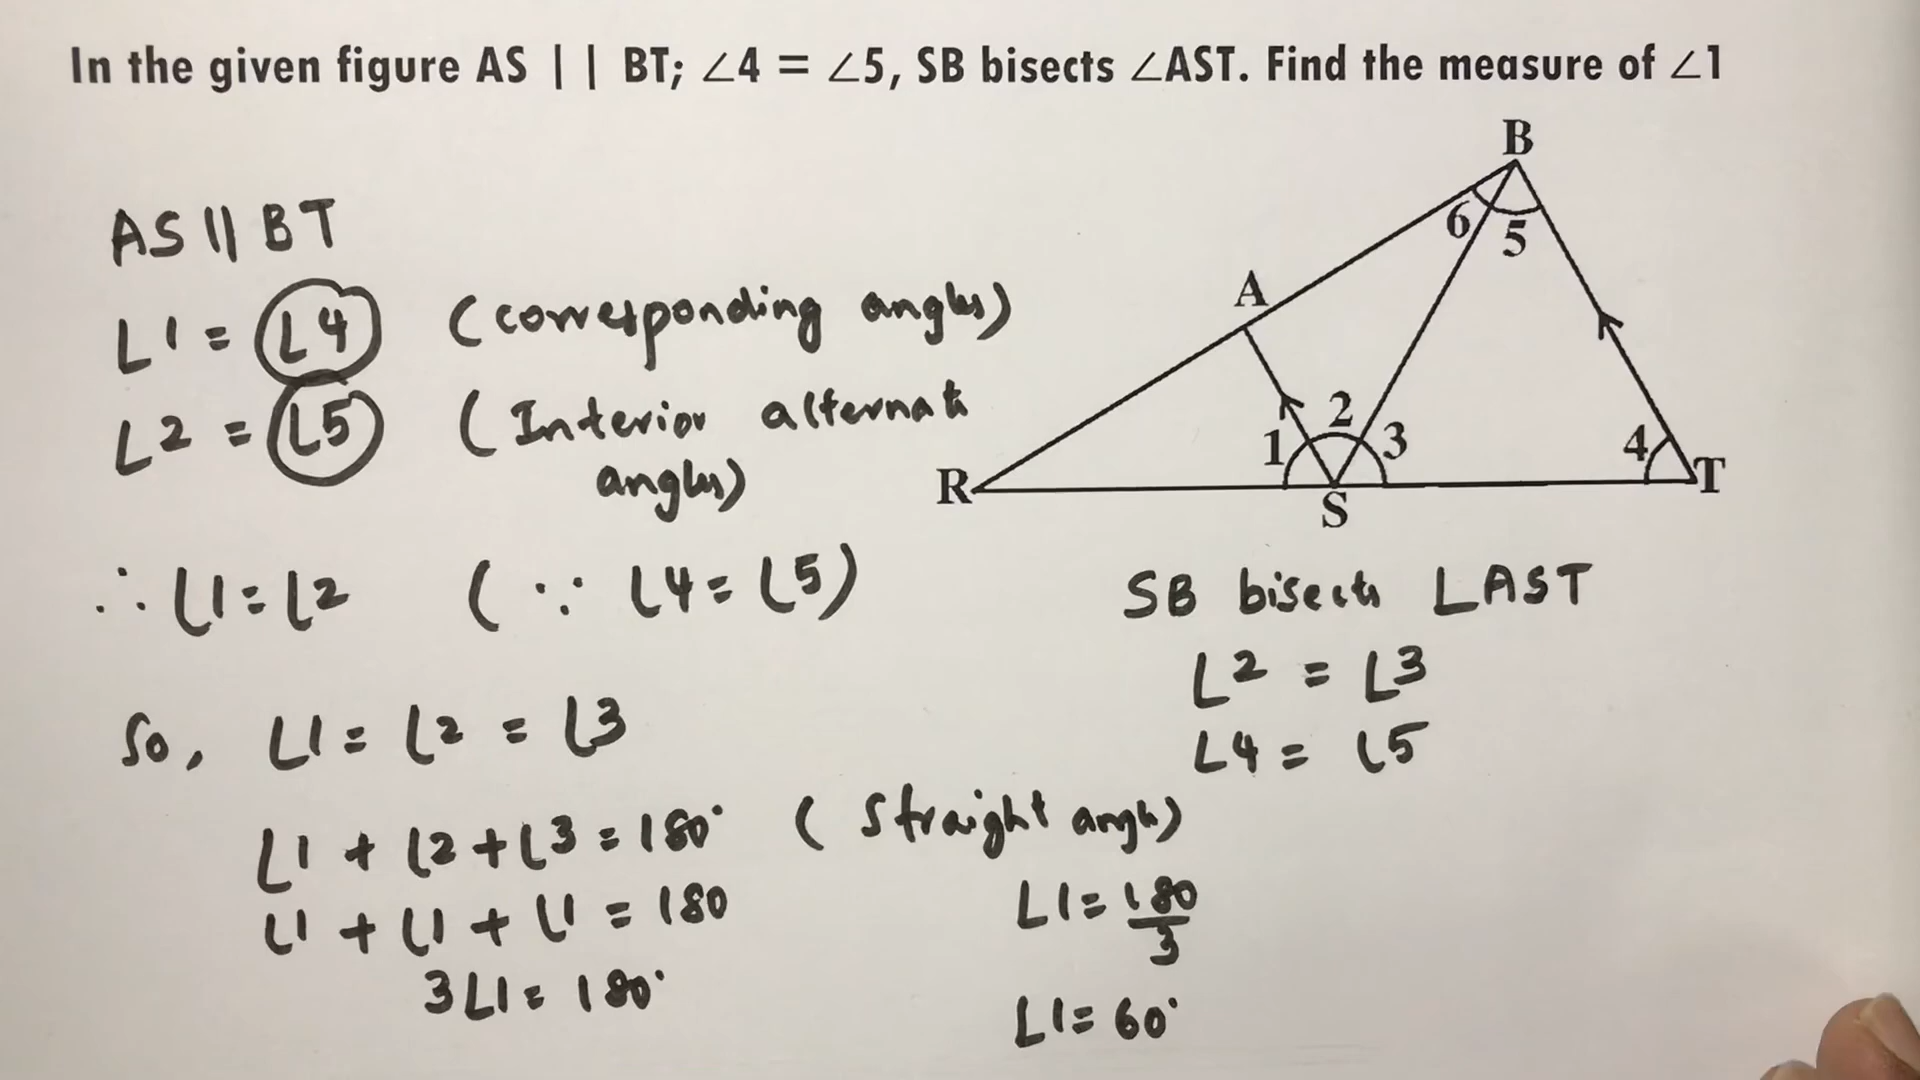 In the given figure AS || BT; ∠4 = ∠5, SB bisects ∠AST. Find the measure of ∠1
B
6
5
A
2
1
3
4
R
T
S
AS || BT
∠1 = ∠4 (corresponding angles)
∠2 = ∠5 (Interior alternate
angles)
∴ ∠1 = ∠2 (∵ ∠4 = ∠5)
So, ∠1 = ∠2 = ∠3
∠1 + ∠2 + ∠3 = 180° (Straight angle)
∠1 + ∠1 + ∠1 = 180
3∠1 = 180°
SB bisects ∠AST
∠2 = ∠3
∠4 = ∠5
∠1 = 180
3
∠1 = 60°